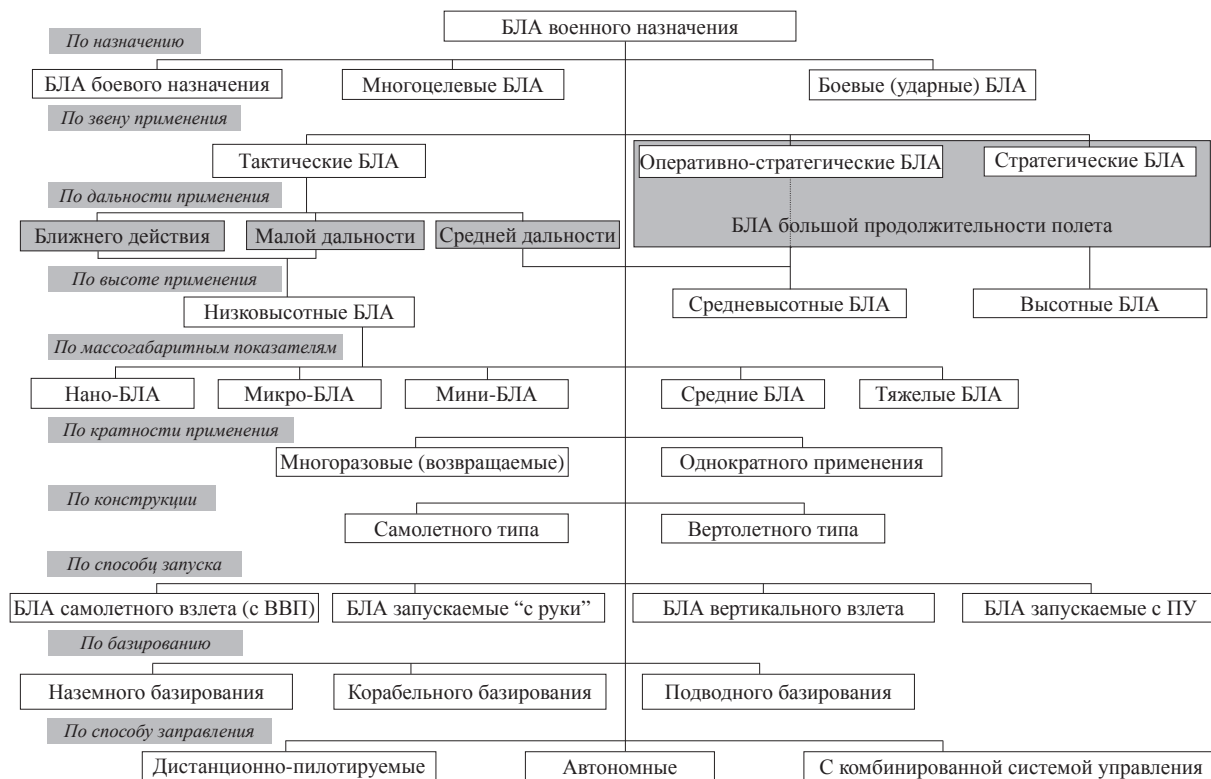 БЛА военного назначения
По назначению
БЛА боевого назначения
Многоцелевые БЛА
Боевые (ударные) БЛА
По звену применения
Тактические БЛА
Оперативно-стратегические БЛА
Стратегические БЛА
По дальности применения
Ближнего действия
Малой дальности
Средней дальности
БЛА большой продолжительности полета
По высоте применения
Низковысотные БЛА
Средневысотные БЛА
Высотные БЛА
По массогабаритным показателям
Нано-БЛА
Микро-БЛА
Мини-БЛА
Средние БЛА
Тяжелые БЛА
По кратности применения
Многоразовые (возвращаемые)
Однократного применения
По конструкции
Самолетного типа
Вертолетного типа
По способц запуска
БЛА самолетного взлета (с ВВП)
БЛА запускаемые “с руки”
БЛА вертикального взлета
БЛА запускаемые с ПУ
По базированию
Наземного базирования
Корабельного базирования
Подводного базирования
По способу заправления
Дистанционно-пилотируемые
Автономные
С комбинированной системой управления